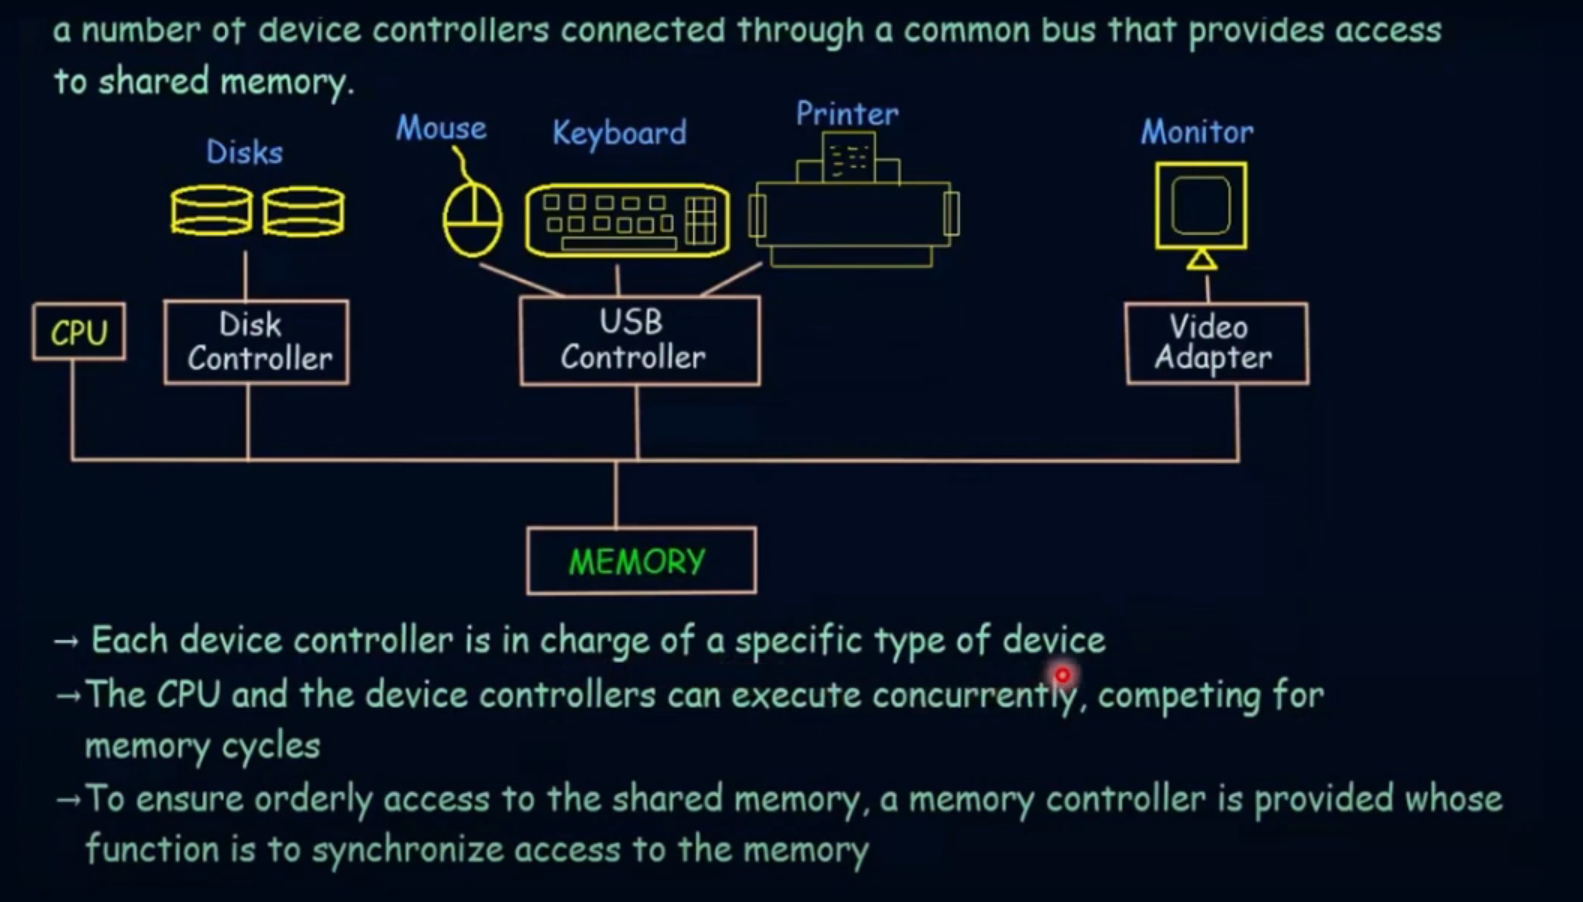 a number of device controllers connected through a common bus that provides access
to shared memory.
Disks
Mouse
Keyboard
Printer
Monitor
CPU
Disk
Controller
USB
Controller
Video
Adapter
MEMORY
→ Each device controller is in charge of a specific type of device
→The CPU and the device controllers can execute concurrently, competing for
memory cycles
→To ensure orderly access to the shared memory, a memory controller is provided whose
function is to synchronize access to the memory